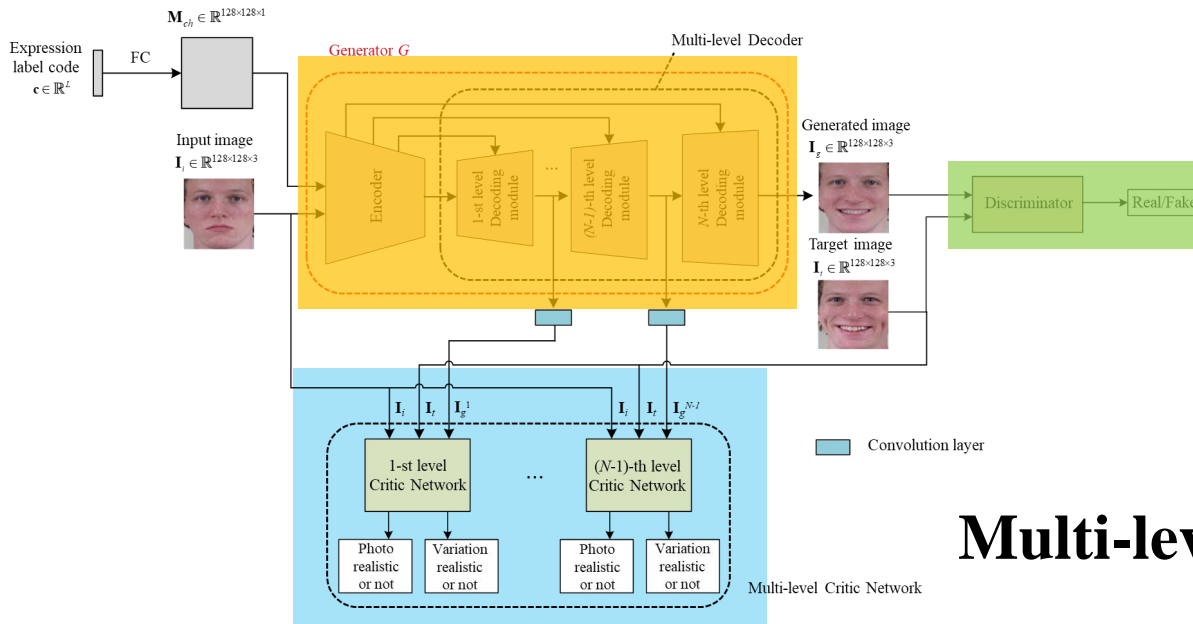 M_ch ∈ ℝ^128×128×1
Expression
label code
c ∈ ℝ^L
FC
Input image
I_i ∈ ℝ^128×128×3
Generator G
Multi-level Decoder
Encoder
1-st level
Decoding
module
...
(N-1)-th level
Decoding
module
N-th level
Decoding
module
Generated image
I_g ∈ ℝ^128×128×3
Target image
I_t ∈ ℝ^128×128×3
Discriminator
Real/Fake
I_i I_t I_g^1
I_i I_t I_g^N-1
1-st level
Critic Network
...
(N-1)-th level
Critic Network
Photo
realistic
or not
Variation
realistic
or not
Photo
realistic
or not
Variation
realistic
or not
Convolution layer
Multi-level Critic Network
Multi-lev